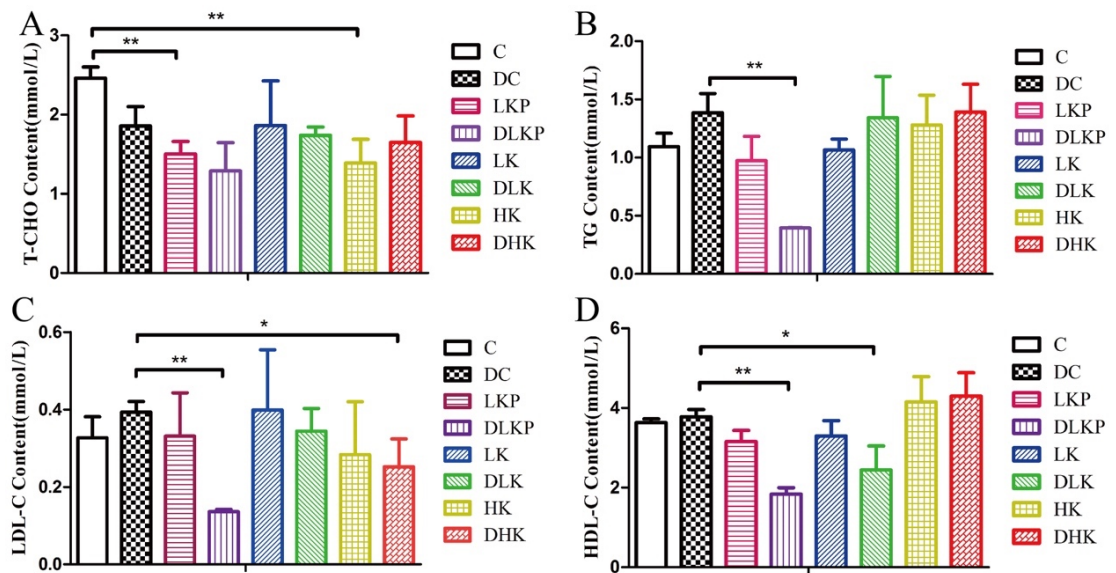 A
T-CHO Content(mmol/L)
3
2
1
0
**
**
C
DC
LKP
DLKP
LK
DLK
HK
DHK
B
TG Content(mmol/L)
2.0
1.5
1.0
0.5
0.0
**
C
DC
LKP
DLKP
LK
DLK
HK
DHK
C
LDL-C Content(mmol/L)
0.6
0.4
0.2
0.0
*
**
C
DC
LKP
DLKP
LK
DLK
HK
DHK
D
HDL-C Content(mmol/L)
6
4
2
0
*
**
C
DC
LKP
DLKP
LK
DLK
HK
DHK